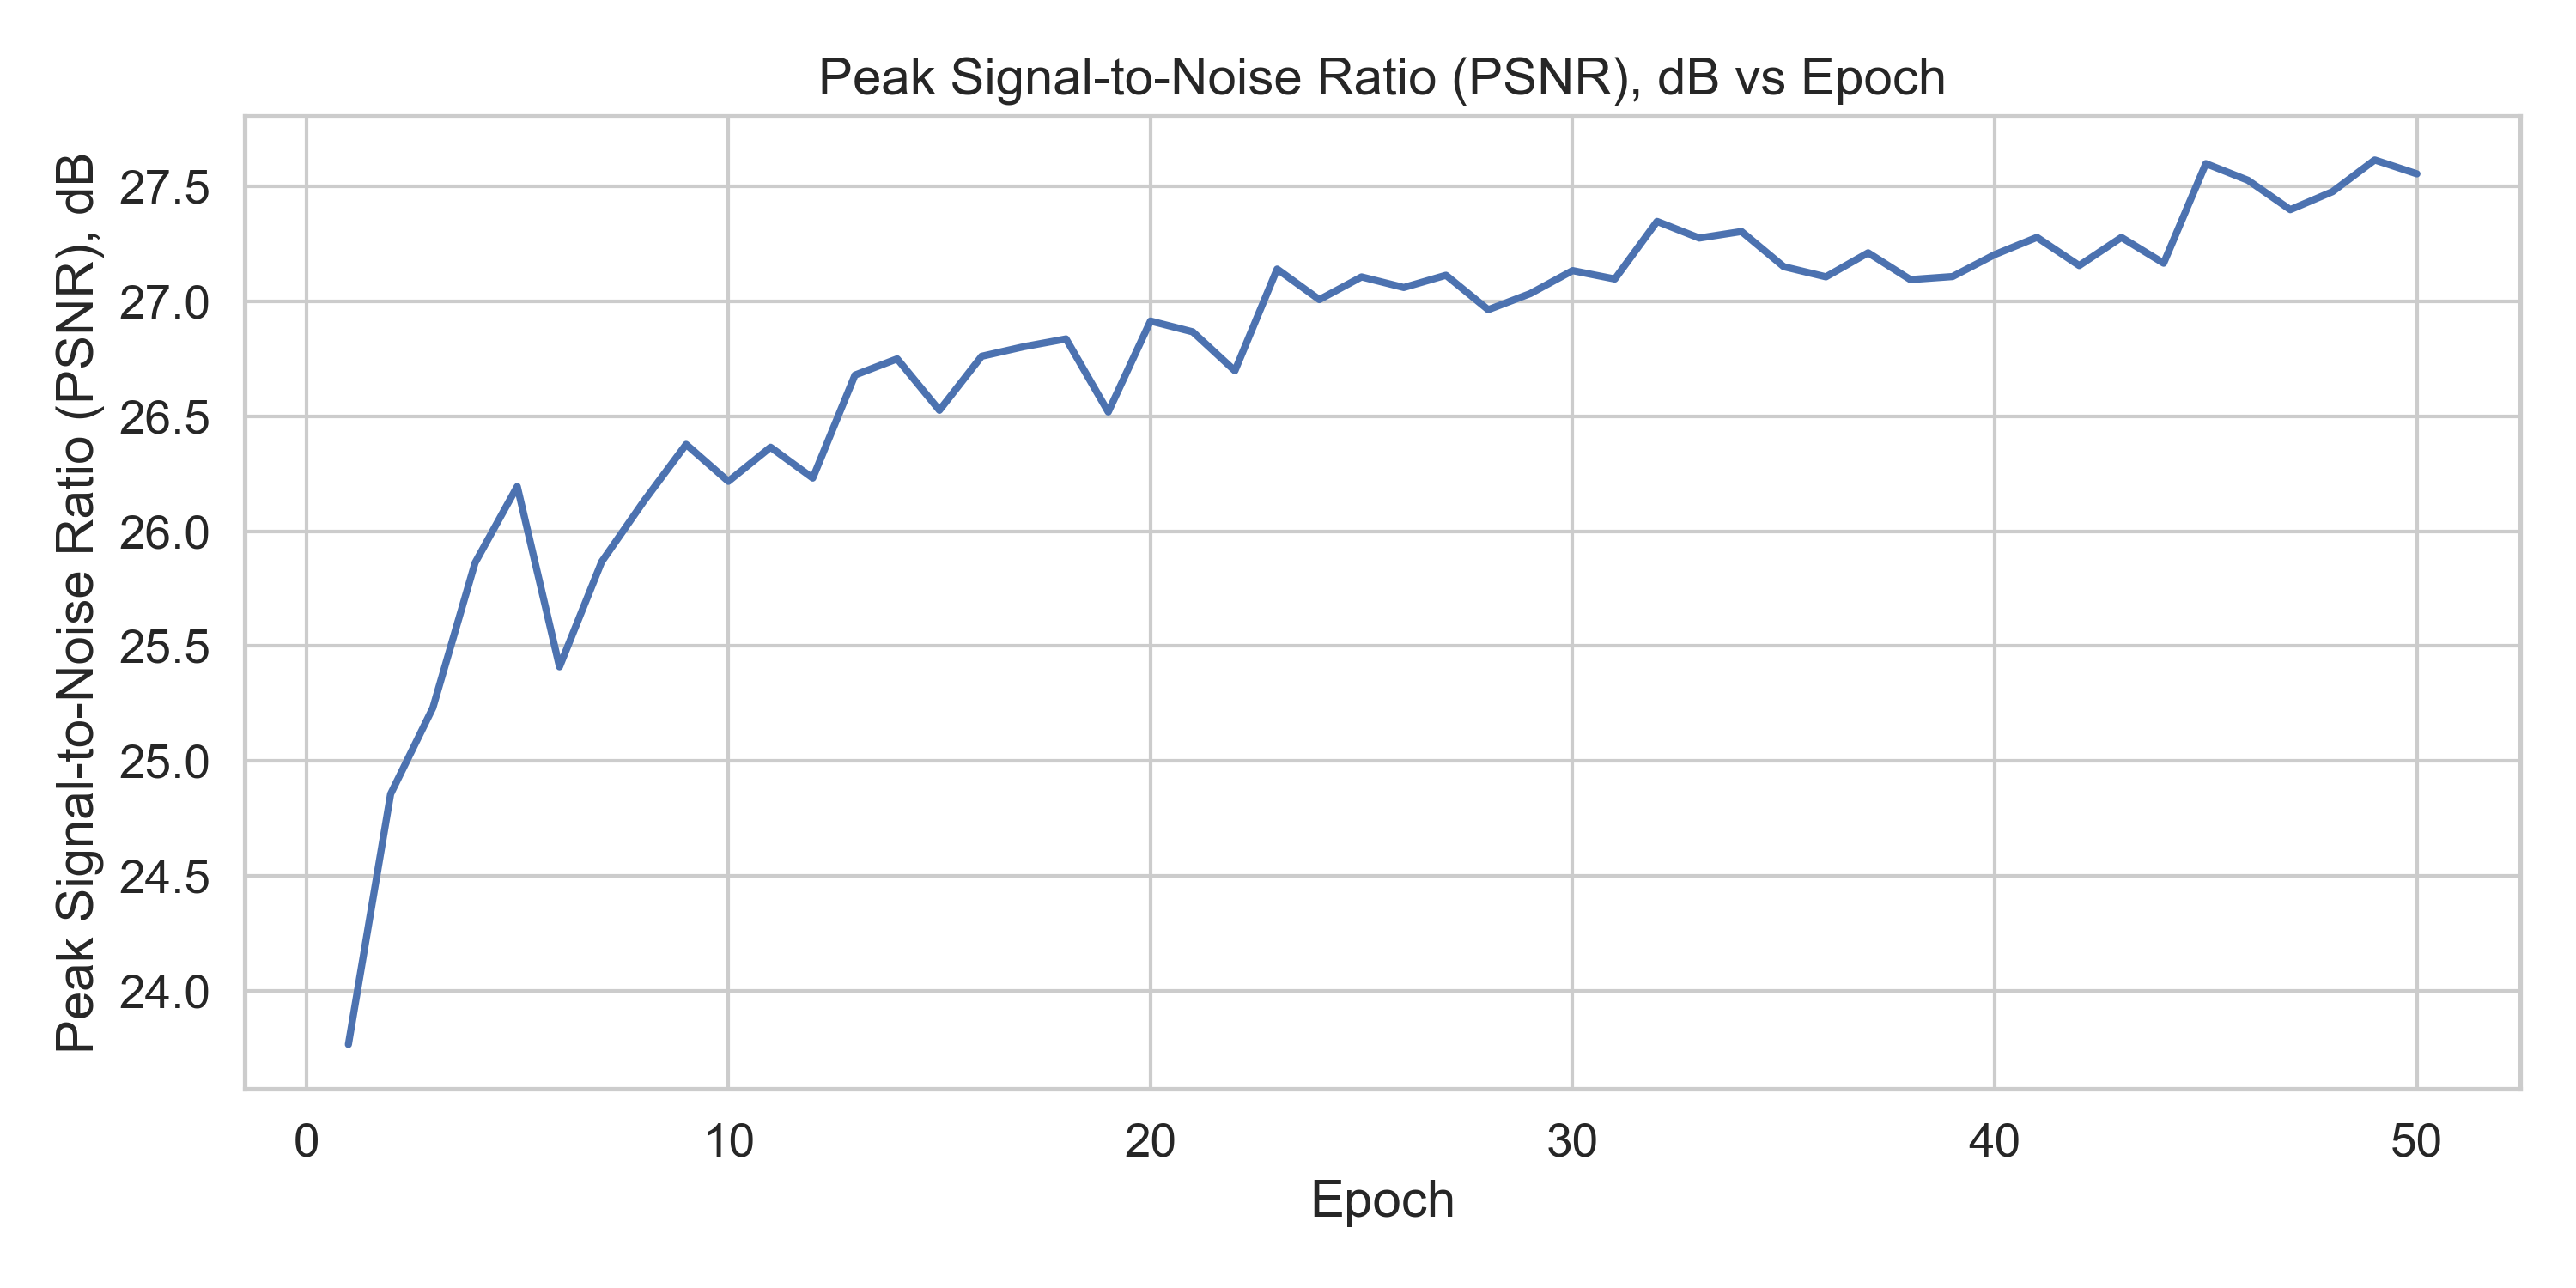 Peak Signal-to-Noise Ratio (PSNR), dB vs Epoch
Peak Signal-to-Noise Ratio (PSNR), dB
27.5
27.0
26.5
26.0
25.5
25.0
24.5
24.0
0 10 20 30 40 50
Epoch